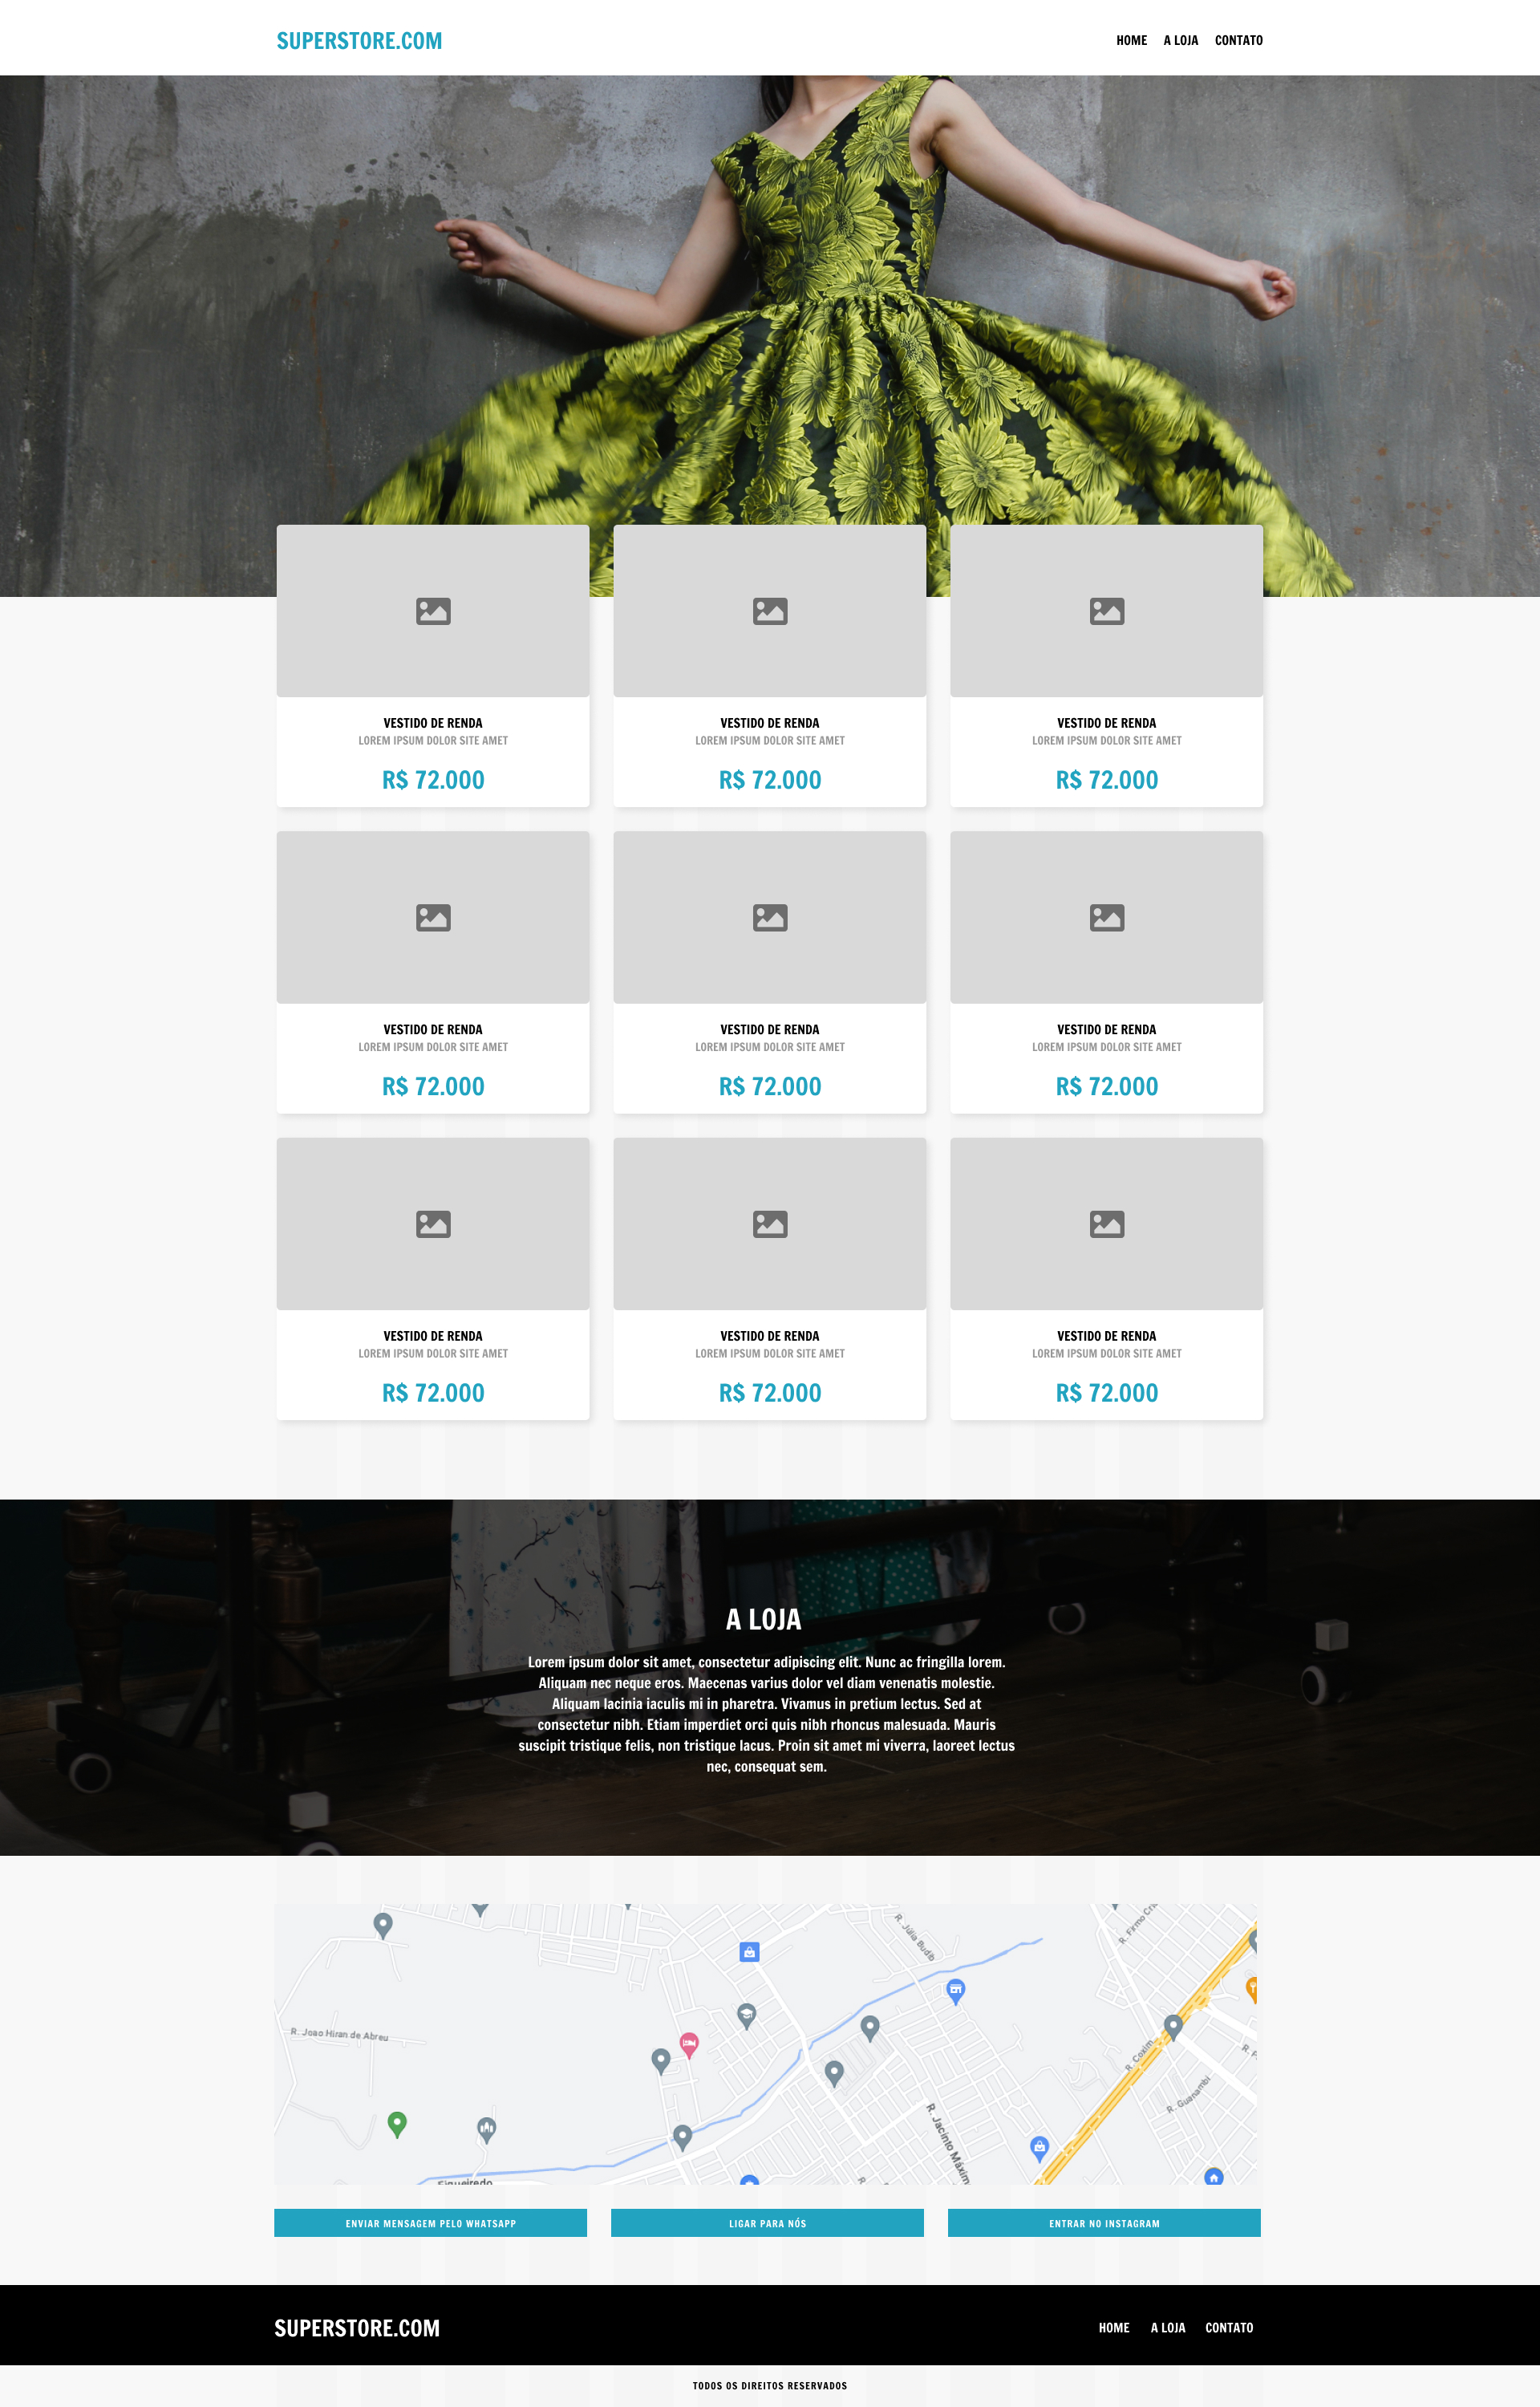 SUPERSTORE.COM
HOME A LOJA CONTATO
VESTIDO DE RENDA
LOREM IPSUM DOLOR SITE AMET
R$ 72.000
VESTIDO DE RENDA
LOREM IPSUM DOLOR SITE AMET
R$ 72.000
VESTIDO DE RENDA
LOREM IPSUM DOLOR SITE AMET
R$ 72.000
VESTIDO DE RENDA
LOREM IPSUM DOLOR SITE AMET
R$ 72.000
VESTIDO DE RENDA
LOREM IPSUM DOLOR SITE AMET
R$ 72.000
VESTIDO DE RENDA
LOREM IPSUM DOLOR SITE AMET
R$ 72.000
VESTIDO DE RENDA
LOREM IPSUM DOLOR SITE AMET
R$ 72.000
VESTIDO DE RENDA
LOREM IPSUM DOLOR SITE AMET
R$ 72.000
VESTIDO DE RENDA
LOREM IPSUM DOLOR SITE AMET
R$ 72.000
A LOJA
Lorem ipsum dolor sit amet, consectetur adipiscing elit. Nunc ac fringilla lorem.
Aliquam nec neque eros. Maecenas varius dolor vel diam venenatis molestie.
Aliquam lacinia iaculis mi in pharetra. Vivamus in pretium lectus. Sed at
consectetur nibh. Etiam imperdiet orci quis nibh rhoncus malesuada. Mauris
suscipit tristique felis, non tristique lacus. Proin sit amet mi viverra, laoreet lectus
nec, consequat sem.
R. Júlia Budib
R. Firmo
R. Joao Hiran de Abreu
R. Coxim
R. Guanambi
R. Jacinto Máxim
Figueiredo
ENVIAR MENSAGEM PELO WHATSAPP
LIGAR PARA NÓS
ENTRAR NO INSTAGRAM
SUPERSTORE.COM
HOME A LOJA CONTATO
TODOS OS DIREITOS RESERVADOS